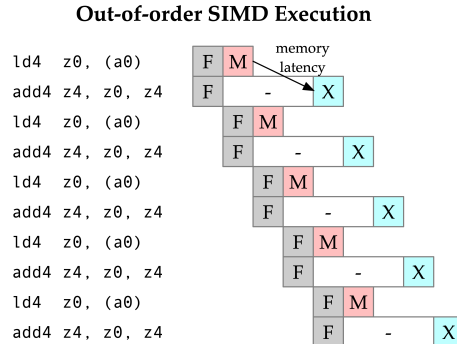 Out-of-order SIMD Execution
memory
latency
ld4 z0, (a0) F M
add4 z4, z0, z4 F - X
ld4 z0, (a0) F M
add4 z4, z0, z4 F - X
ld4 z0, (a0) F M
add4 z4, z0, z4 F - X
ld4 z0, (a0) F M
add4 z4, z0, z4 F - X
ld4 z0, (a0) F M
add4 z4, z0, z4 F - X